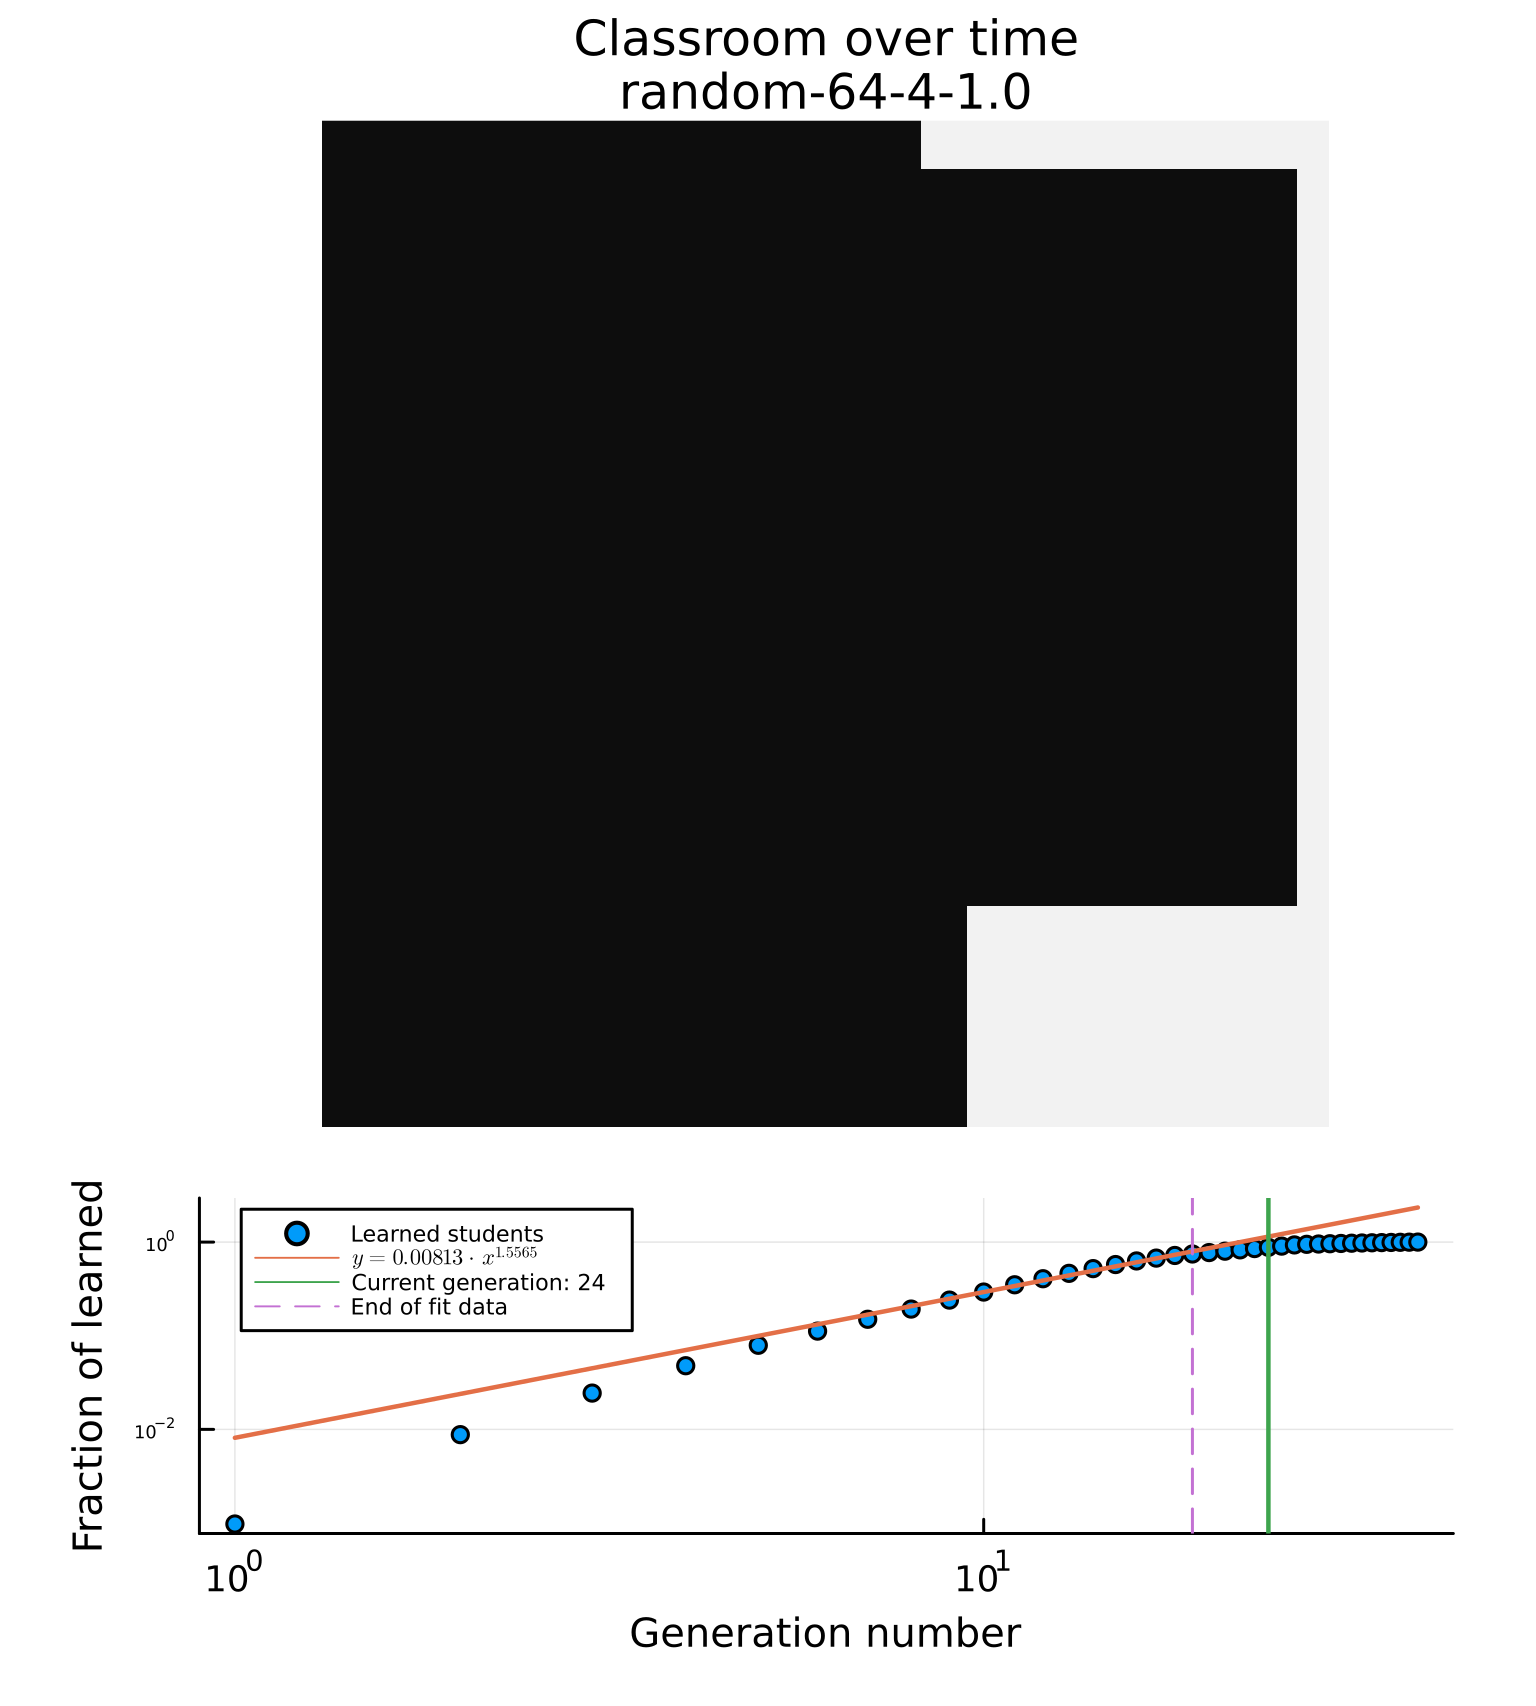 Classroom over time
random-64-4-1.0
Fraction of learned
10^0
10^-2
Learned students
y = 0.00813 · x^1.5565
Current generation: 24
End of fit data
10^0
10^1
Generation number